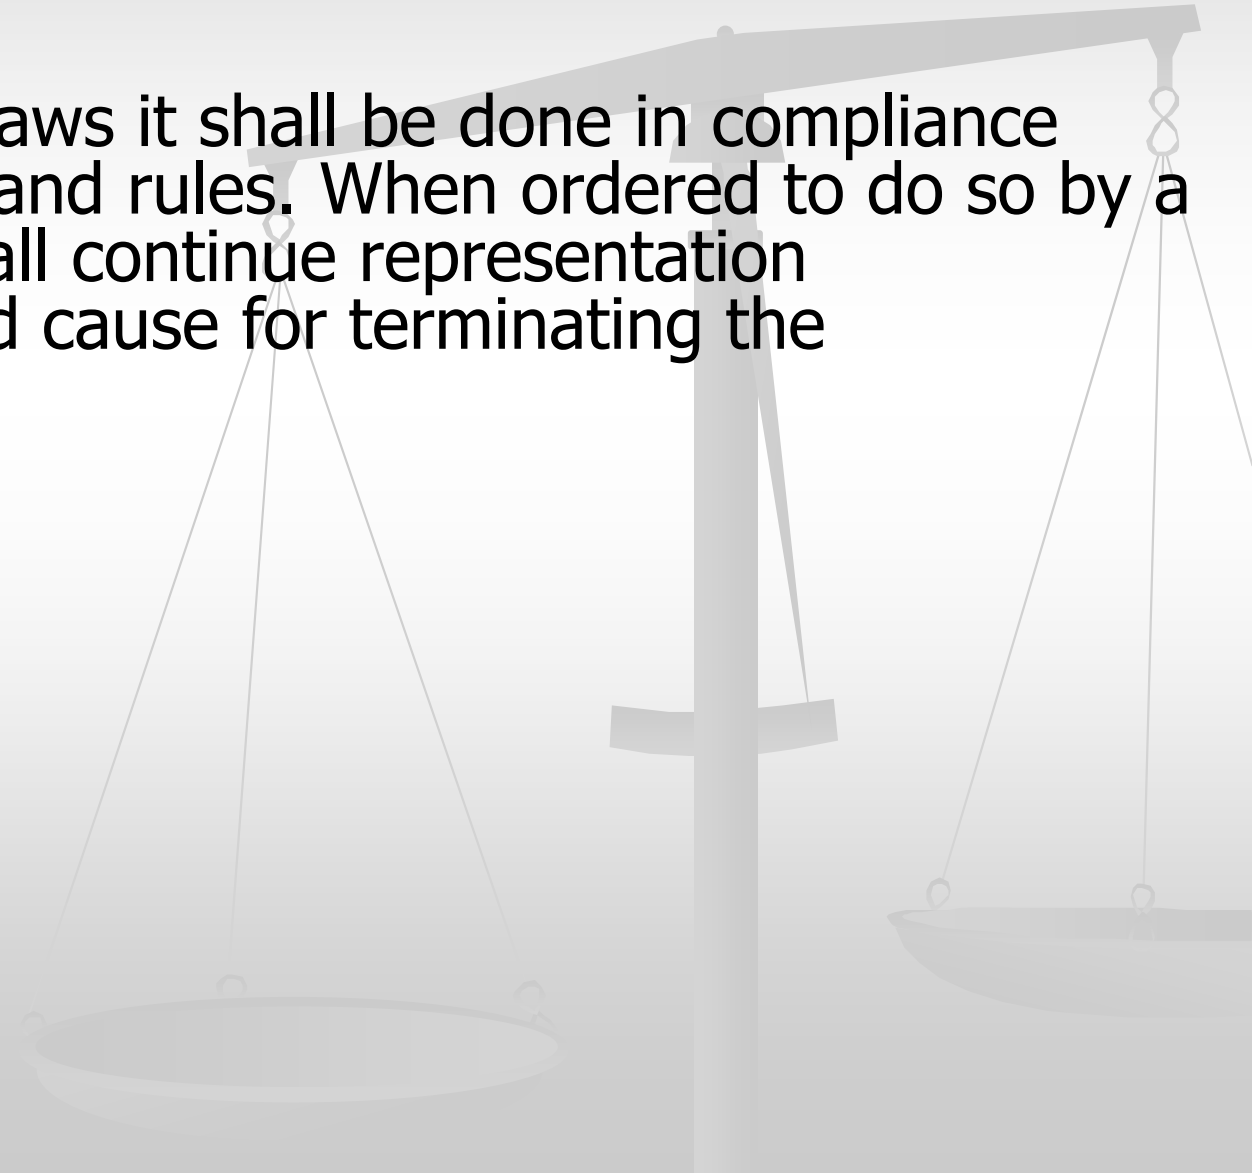 aws it shall be done in compliance
and rules. When ordered to do so by a
all continue representation
d cause for terminating the